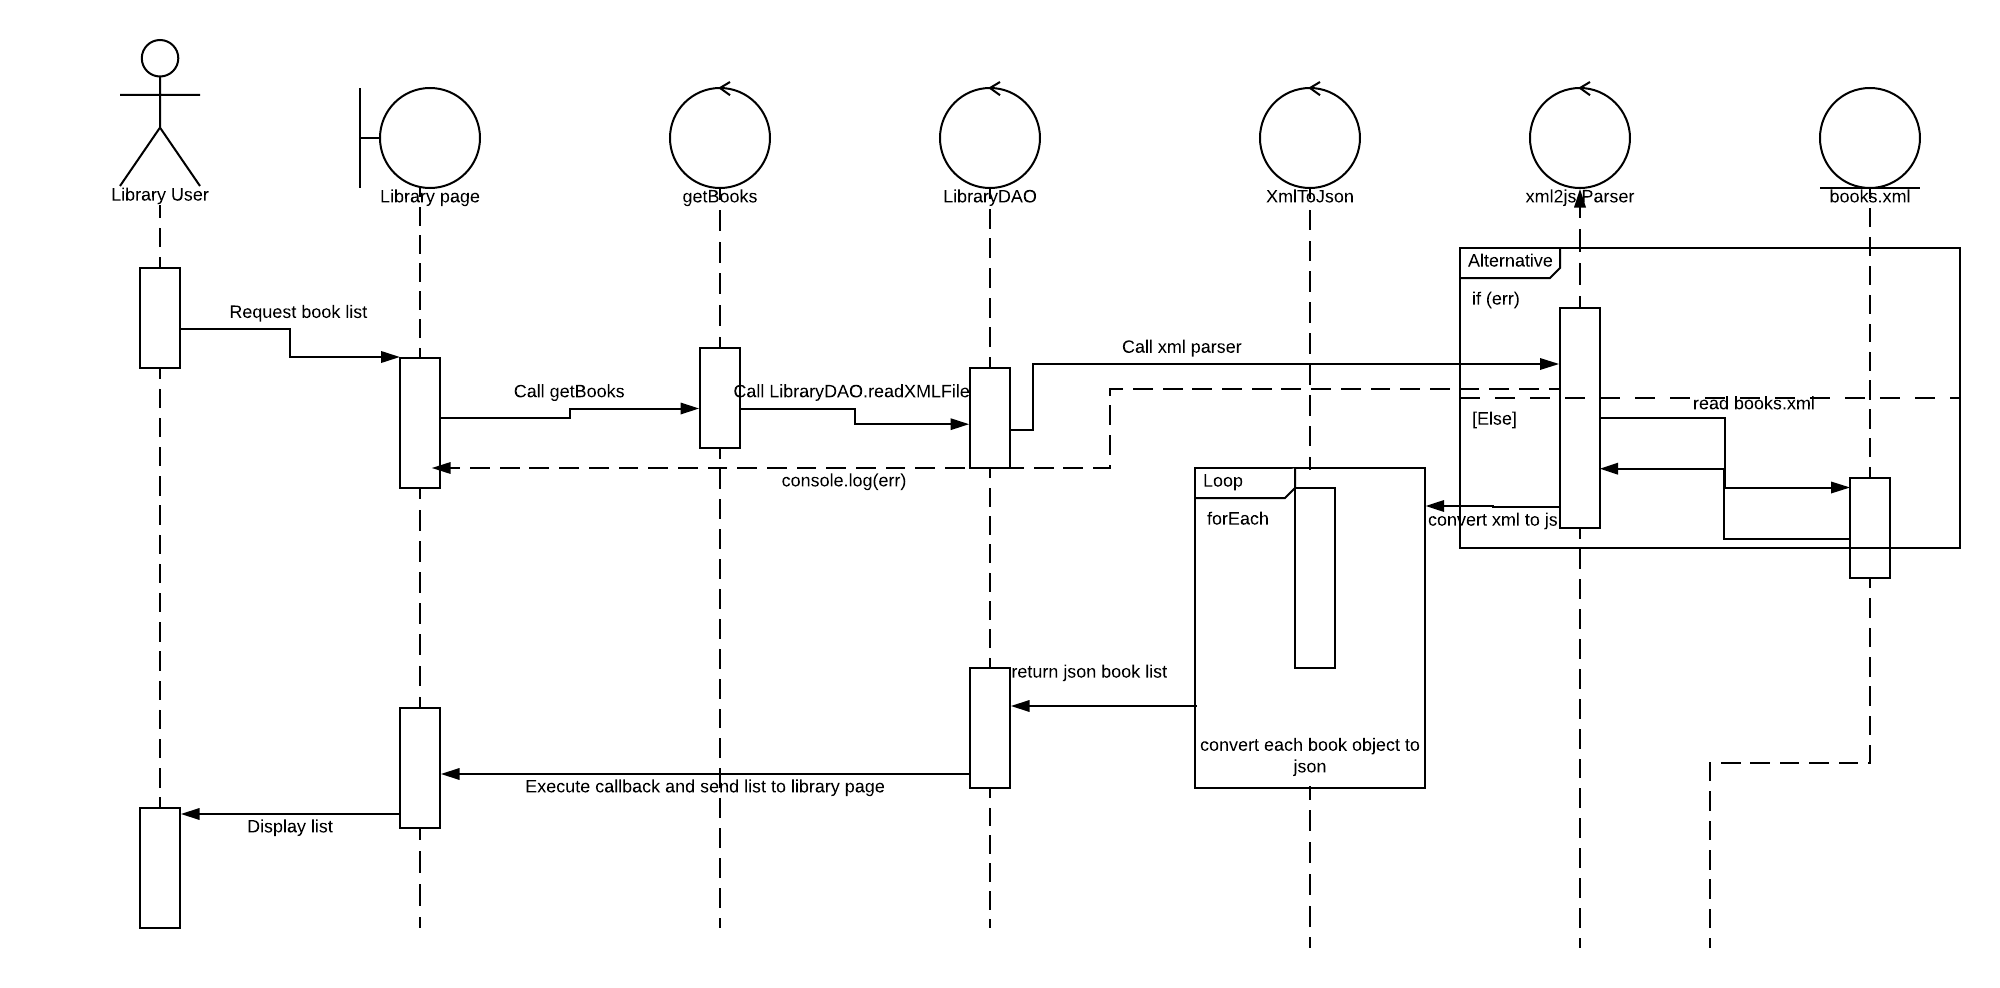 Library User
Library page
getBooks
LibraryDAO
XmlToJson
xml2js Parser
books.xml
Alternative
if (err)
Request book list
Call xml parser
Call getBooks
Call LibraryDAO.readXMLFile
read books.xml
[Else]
console.log(err)
Loop
forEach
convert xml to js
return json book list
convert each book object to
json
Execute callback and send list to library page
Display list